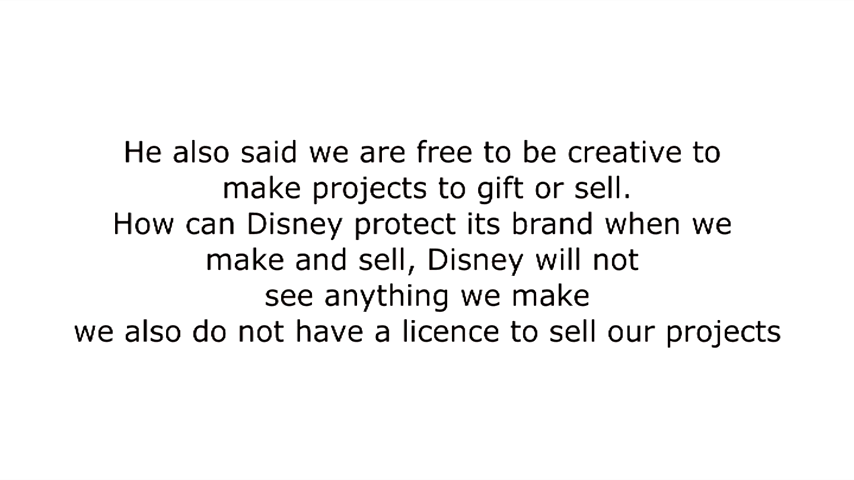 He also said we are free to be creative to
make projects to gift or sell.
How can Disney protect its brand when we
make and sell, Disney will not
see anything we make
we also do not have a licence to sell our projects